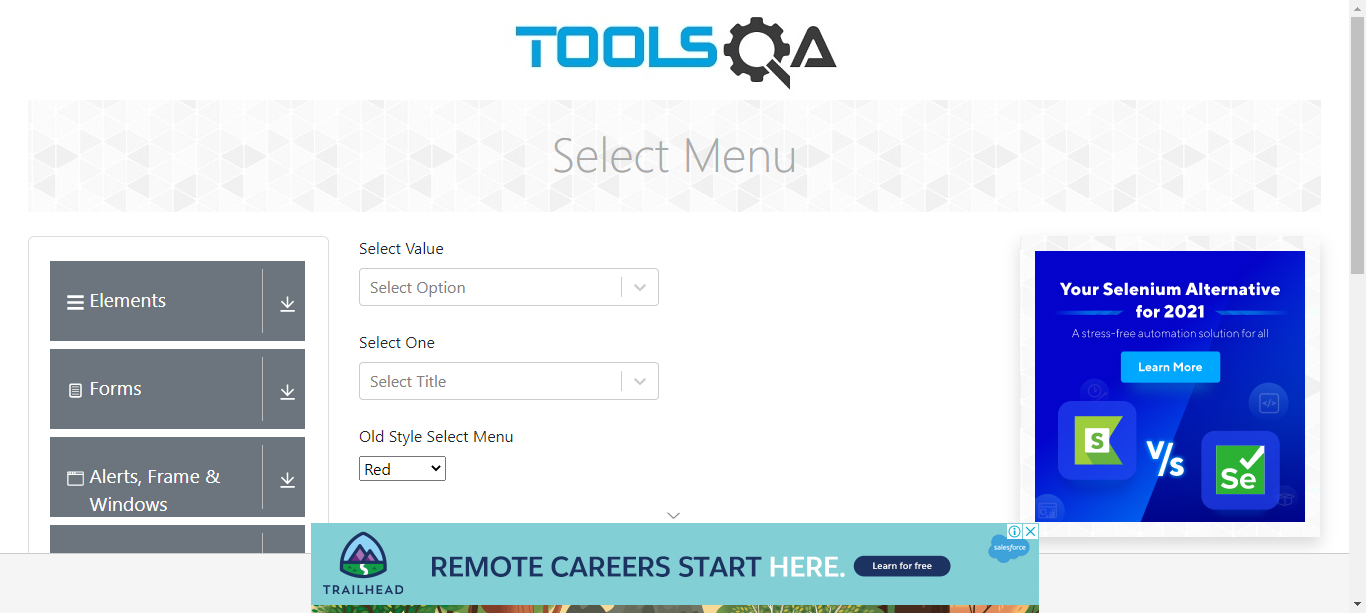 TOOLSQA
Select Menu
Elements
Forms
Alerts, Frame &
Windows
Select Value
Select Option
Select One
Select Title
Old Style Select Menu
Red
Your Selenium Alternative
for 2021
A stress-free automation solution for all
Learn More
S
V/s
Se
TRAILHEAD
REMOTE CAREERS START HERE.
Learn for free
salesforce